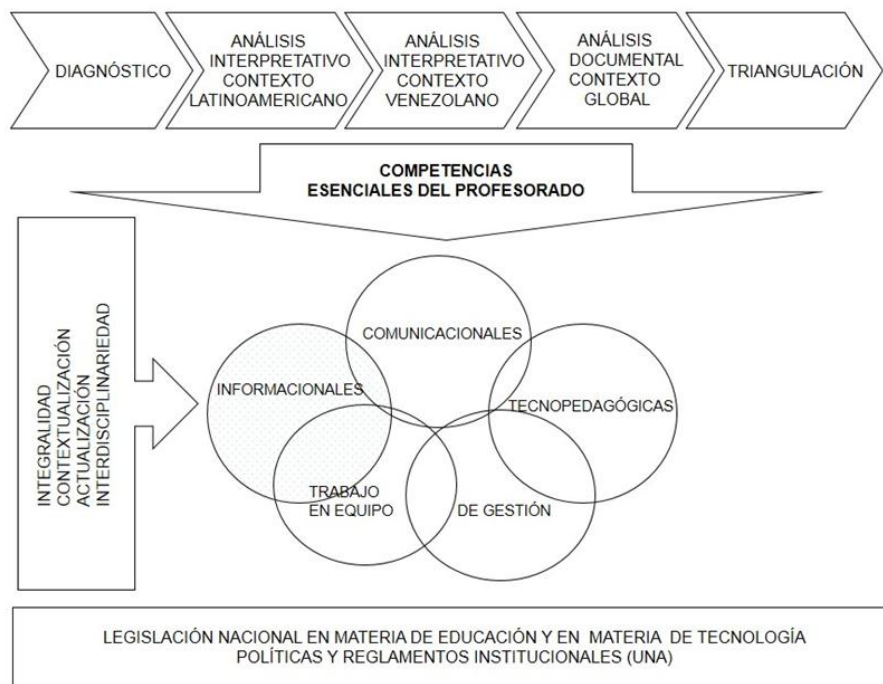 DIAGNÓSTICO
ANÁLISIS
INTERPRETATIVO
CONTEXTO
LATINOAMERICANO
ANÁLISIS
INTERPRETATIVO
CONTEXTO
VENEZOLANO
ANÁLISIS
DOCUMENTAL
CONTEXTO
GLOBAL
TRIANGULACIÓN
COMPETENCIAS
ESENCIALES DEL PROFESORADO
INTEGRALIDAD
CONTEXTUALIZACIÓN
ACTUALIZACIÓN
INTERDISCIPLINARIEDAD
COMUNICACIONALES
INFORMACIONALES
TECNOPEDAGÓGICAS
TRABAJO
EN EQUIPO
DE GESTIÓN
LEGISLACIÓN NACIONAL EN MATERIA DE EDUCACIÓN Y EN MATERIA DE TECNOLOGÍA
POLÍTICAS Y REGLAMENTOS INSTITUCIONALES (UNA)